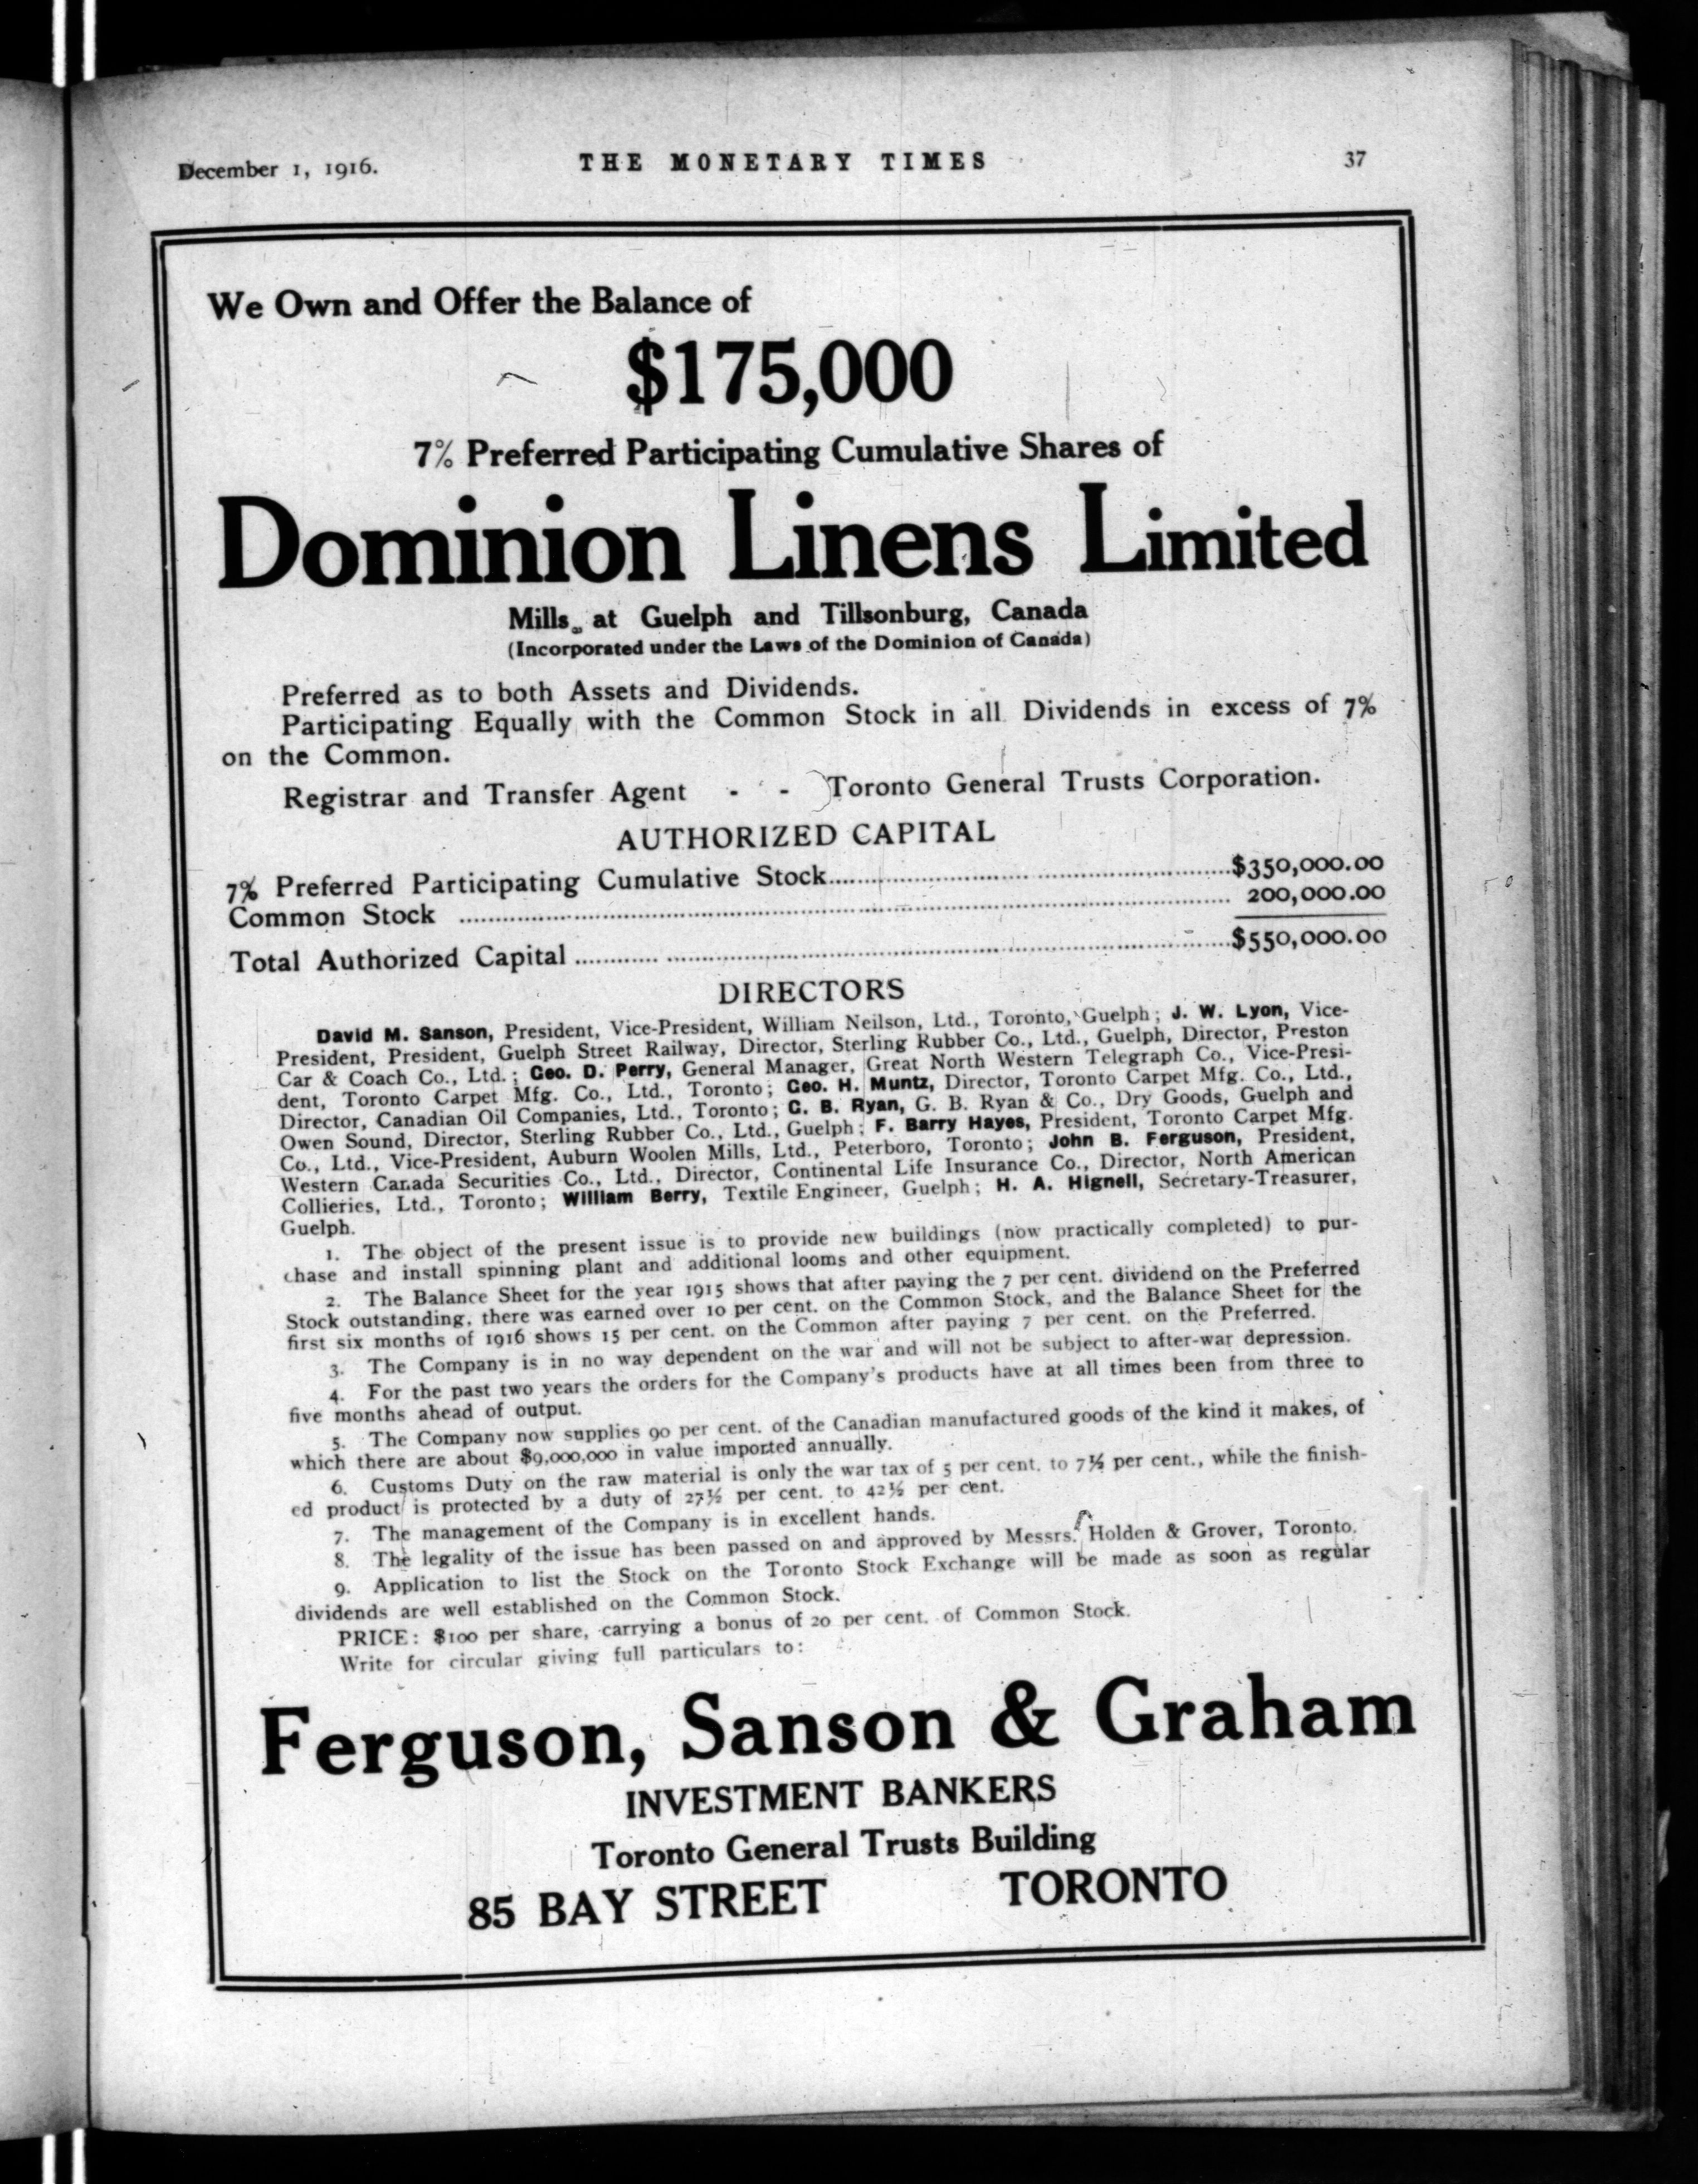 December 1, 1916. THE MONETARY TIMES 37
We Own and Offer the Balance of
$175,000
7% Preferred Participating Cumulative Shares of
Dominion Linens Limited
Mills at Guelph and Tillsonburg, Canada
(Incorporated under the Laws of the Dominion of Canada)
Preferred as to both Assets and Dividends.
Participating Equally with the Common Stock in all Dividends in excess of 7%
on the Common.
Registrar and Transfer Agent - - Toronto General Trusts Corporation.
AUTHORIZED CAPITAL
7% Preferred Participating Cumulative Stock..........$350,000.00
Common Stock .......... 200,000.00
Total Authorized Capital ..........$550,000.00
DIRECTORS
David M. Sanson, President, Vice-President, William Neilson, Ltd., Toronto, Guelph; J. W. Lyon, Vice-
President, President, Guelph Street Railway, Director, Sterling Rubber Co., Ltd., Guelph, Director, Preston
Car & Coach Co., Ltd.; Geo. D. Perry, General Manager, Great North Western Telegraph Co., Vice-Presi-
dent, Toronto Carpet Mfg. Co., Ltd., Toronto; Geo. H. Muntz, Director, Toronto Carpet Mfg. Co., Ltd.,
Director, Canadian Oil Companies, Ltd., Toronto; G. B. Ryan, G. B. Ryan & Co., Dry Goods, Guelph and
Owen Sound, Director, Sterling Rubber Co., Ltd., Guelph; F. Barry Hayes, President, Toronto Carpet Mfg.
Co., Ltd., Vice-President, Auburn Woolen Mills, Ltd., Peterboro, Toronto; John B. Ferguson, President,
Western Canada Securities Co., Ltd., Director, Continental Life Insurance Co., Director, North American
Collieries, Ltd., Toronto; William Berry, Textile Engineer, Guelph; H. A. Hignell, Secretary-Treasurer,
Guelph.
1. The object of the present issue is to provide new buildings (now practically completed) to pur-
chase and install spinning plant and additional looms and other equipment.
2. The Balance Sheet for the year 1915 shows that after paying the 7 per cent. dividend on the Preferred
Stock outstanding, there was earned over 10 per cent. on the Common Stock, and the Balance Sheet for the
first six months of 1916 shows 15 per cent. on the Common after paying 7 per cent. on the Preferred.
3. The Company is in no way dependent on the war and will not be subject to after-war depression.
4. For the past two years the orders for the Company's products have at all times been from three to
five months ahead of output.
5. The Company now supplies 90 per cent. of the Canadian manufactured goods of the kind it makes, of
which there are about $9,000,000 in value imported annually.
6. Customs Duty on the raw material is only the war tax of 5 per cent. to 7½ per cent., while the finish-
ed product is protected by a duty of 27½ per cent. to 42½ per cent.
7. The management of the Company is in excellent hands.
8. The legality of the issue has been passed on and approved by Messrs. Holden & Grover, Toronto.
9. Application to list the Stock on the Toronto Stock Exchange will be made as soon as regular
dividends are well established on the Common Stock.
PRICE: $100 per share, carrying a bonus of 20 per cent. of Common Stock.
Write for circular giving full particulars to:
Ferguson, Sanson & Graham
INVESTMENT BANKERS
Toronto General Trusts Building
85 BAY STREET TORONTO